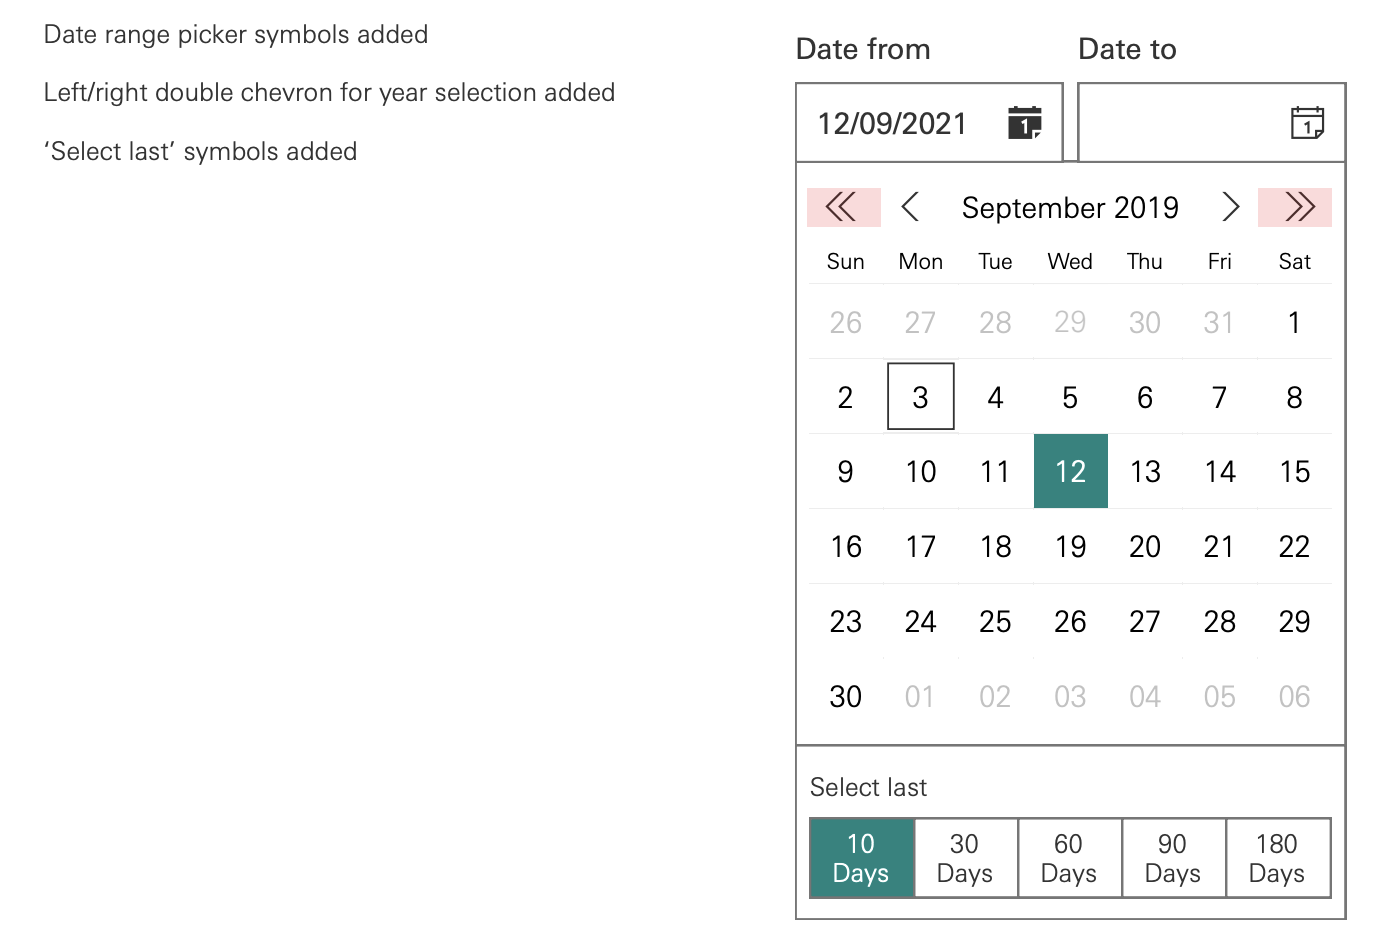 Date range picker symbols added
Left/right double chevron for year selection added
‘Select last’ symbols added
Date from Date to
12/09/2021 1 1
September 2019
Sun Mon Tue Wed Thu Fri Sat
26 27 28 29 30 31 1
2 3 4 5 6 7 8
9 10 11 12 13 14 15
16 17 18 19 20 21 22
23 24 25 26 27 28 29
30 01 02 03 04 05 06
Select last
10 30 60 90 180
Days Days Days Days Days